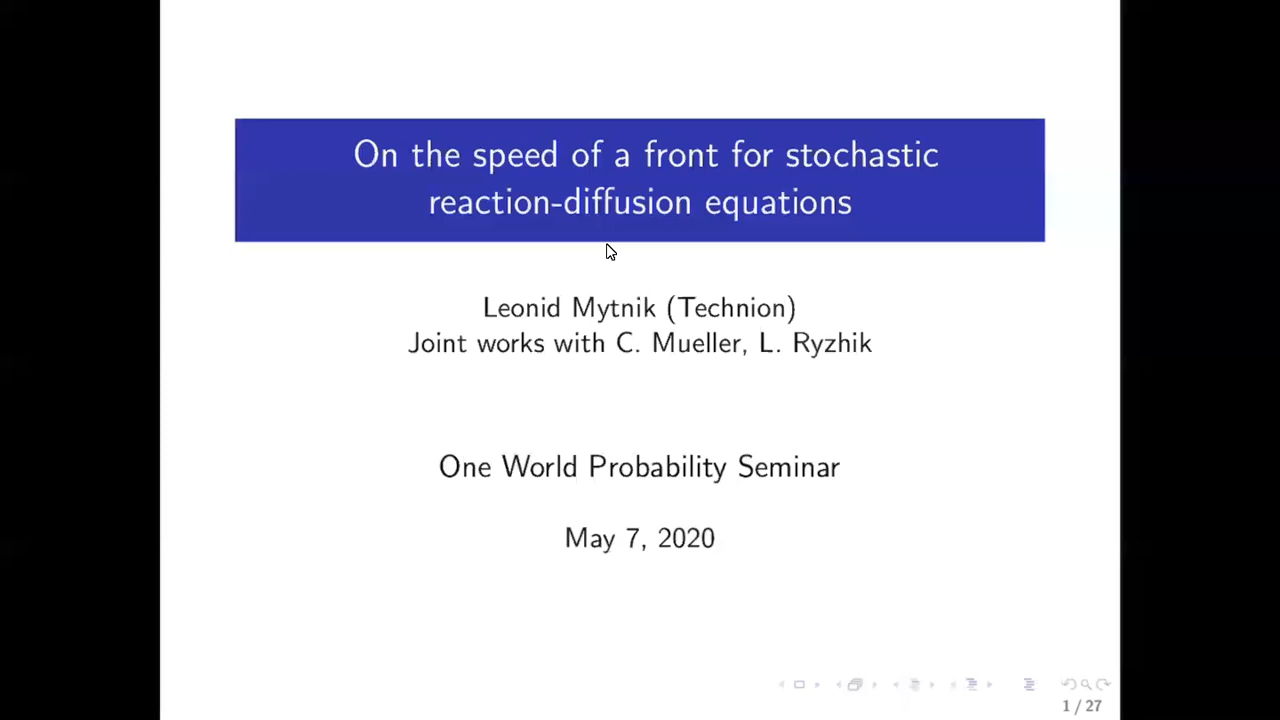 On the speed of a front for stochastic
reaction-diffusion equations
Leonid Mytnik (Technion)
Joint works with C. Mueller, L. Ryzhik
One World Probability Seminar
May 7, 2020
1 / 27